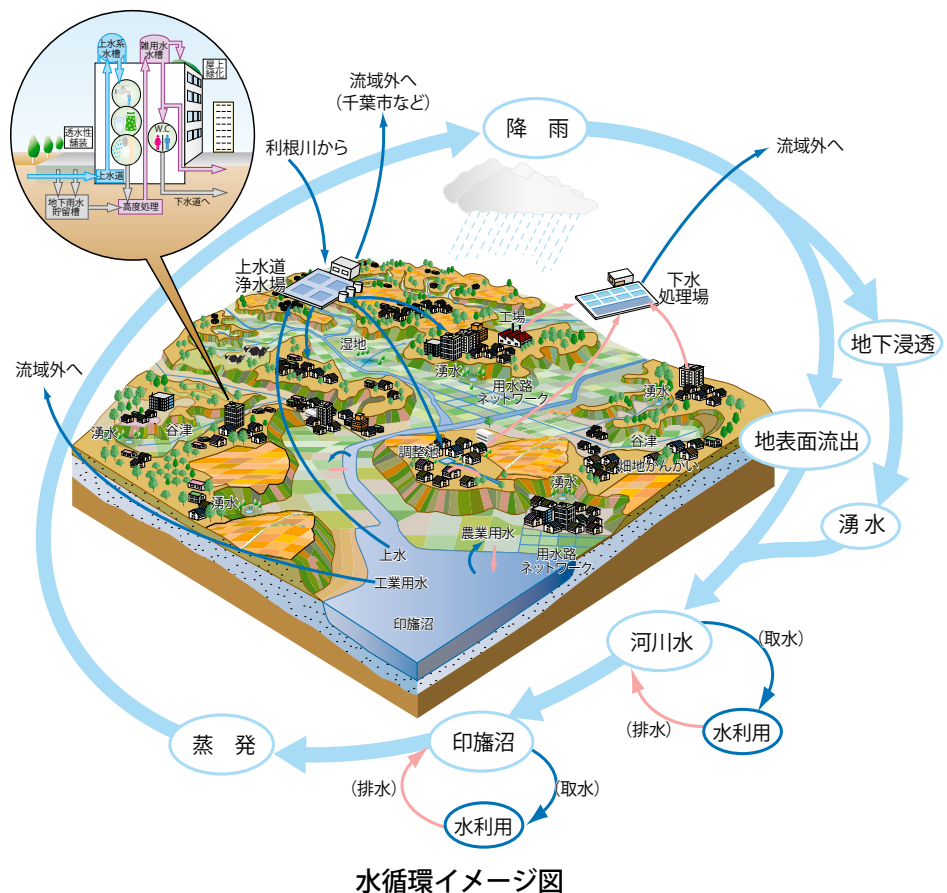 上水系
水槽
雑用水
水槽
屋上
緑化
透水性
舗装
W.C
上水道
地下雨水
貯留槽
高度処理
下水道へ
流域外へ
(千葉市など)
利根川から
降 雨
流域外へ
上水道
浄水場
下水
処理場
工場
湿地
湧水
用水路
ネットワーク
湧水
地下浸透
流域外へ
湧水
谷津
調整池
谷津
畑地かんがい
地表面流出
湧水
湧水
湧 水
農業用水
上水
用水路
ネットワーク
工業用水
印旛沼
河川水
(取水)
(排水)
水利用
蒸 発
印旛沼
(排水)
(取水)
水利用
水循環イメージ図